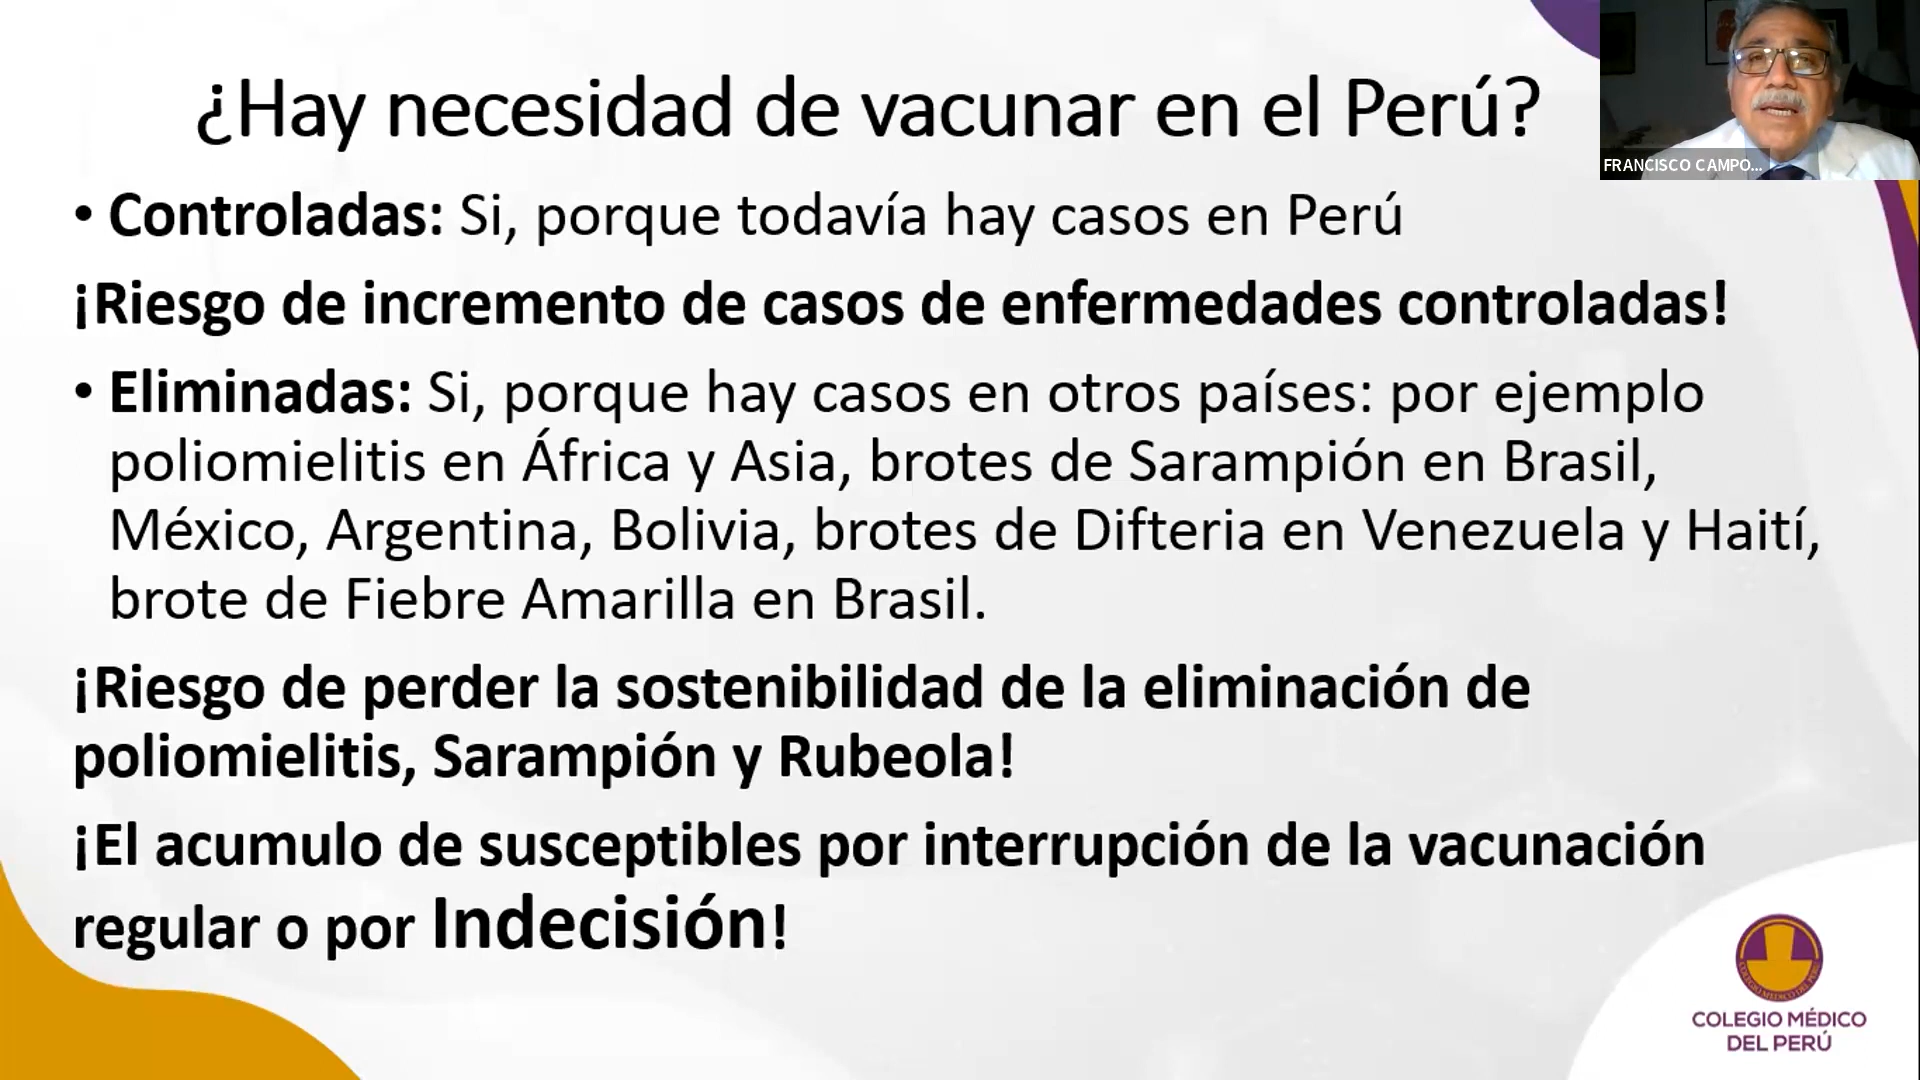 ¿Hay necesidad de vacunar en el Perú?
FRANCISCO CAMPO...
• Controladas: Si, porque todavía hay casos en Perú
¡Riesgo de incremento de casos de enfermedades controladas!
• Eliminadas: Si, porque hay casos en otros países: por ejemplo
poliomielitis en África y Asia, brotes de Sarampión en Brasil,
México, Argentina, Bolivia, brotes de Difteria en Venezuela y Haití,
brote de Fiebre Amarilla en Brasil.
¡Riesgo de perder la sostenibilidad de la eliminación de
poliomielitis, Sarampión y Rubeola!
¡El acumulo de susceptibles por interrupción de la vacunación
regular o por Indecisión!
COLEGIO MEDICO DEL PERU
COLEGIO MÉDICO
DEL PERÚ